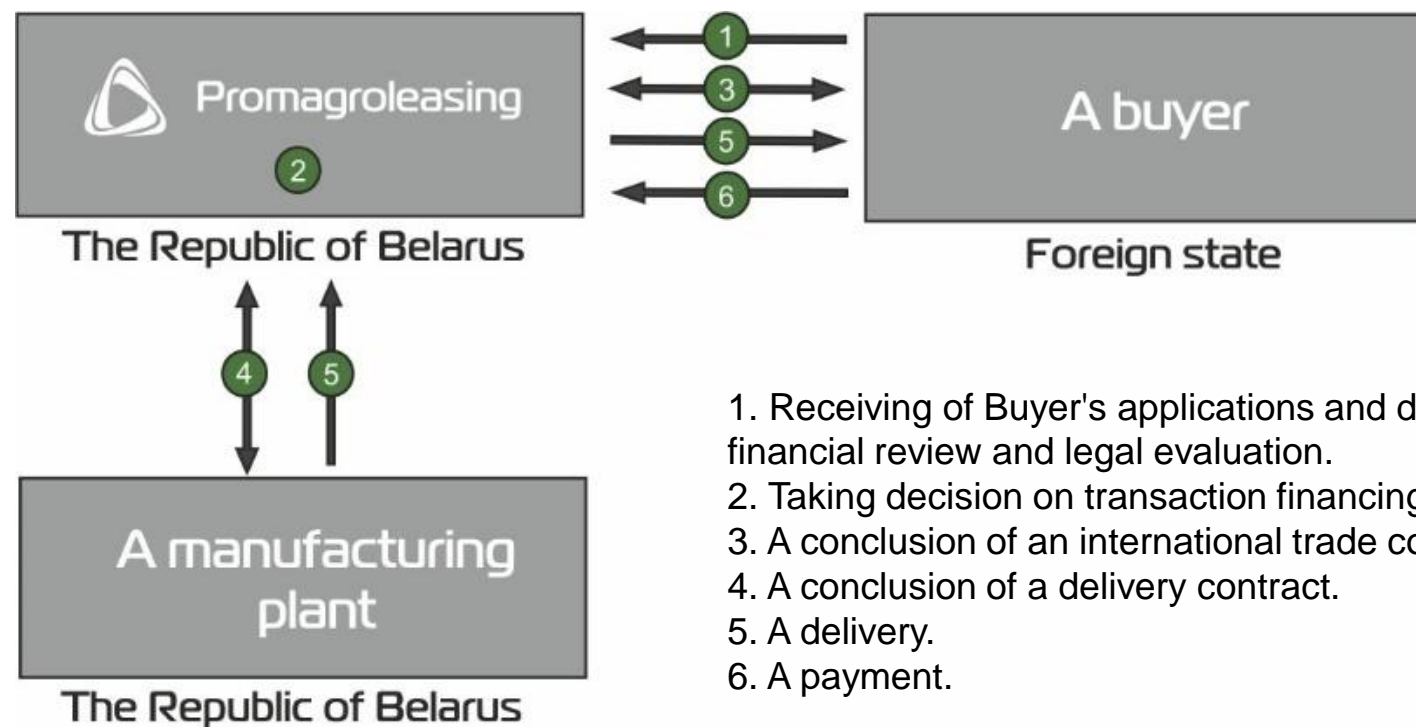 1
Promagroleasing
3
A buyer
5
2
6
The Republic of Belarus
Foreign state
4
5
1. Receiving of Buyer's applications and
financial review and legal evaluation.
2. Taking decision on transaction financing
3. A conclusion of an international trade
4. A conclusion of a delivery contract.
5. A delivery.
6. A payment.
A manufacturing
plant
The Republic of Belarus